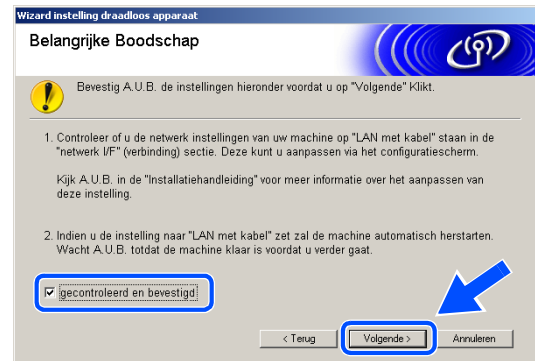 Wizard instelling draadloos apparaat
Belangrijke Boodschap
Bevestig A.U.B. de instellingen hieronder voordat u op "Volgende" Klikt.
1. Controleer of u de netwerk instellingen van uw machine op "LAN met kabel" staan in de
"netwerk I/F" (verbinding) sectie. Deze kunt u aanpassen via het configuratiescherm.
Kijk A.U.B. in de "Installatiehandleiding" voor meer informatie over het aanpassen van
deze instelling.
2. Indien u de instelling naar "LAN met kabel" zet zal de machine automatisch herstarten.
Wacht A.U.B. totdat de machine klaar is voordat u verder gaat.
gecontroleerd en bevestigd
< Terug
Volgende >
Annuleren